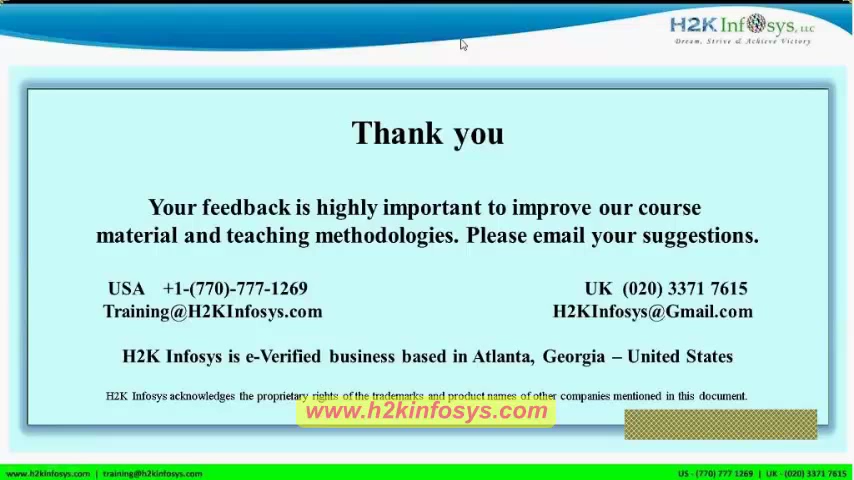 H2K Infosys, LLC
Dream, Strive & Achieve Victory
Thank you
Your feedback is highly important to improve our course
material and teaching methodologies. Please email your suggestions.
USA +1-(770)-777-1269
UK (020) 3371 7615
Training@H2KInfosys.com
H2KInfosys@Gmail.com
H2K Infosys is e-Verified business based in Atlanta, Georgia – United States
H2K Infosys acknowledges the proprietary rights of the trademarks and product names of other companies mentioned in this document.
www.h2kinfosys.com
www.h2kinfosys.com | training@h2kinfosys.com
US - (770) 777 1269 | UK - (020) 3371 7615